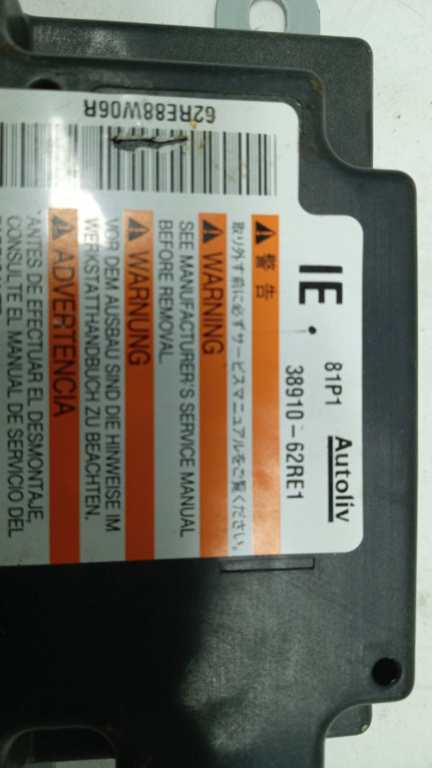 Autoliv
81P1
38910-62RE1
IE
警告
取り外す前に必ずサービスマニュアルをご覧ください。
WARNING
SEE MANUFACTURER'S SERVICE MANUAL
BEFORE REMOVAL.
WARNUNG
VOR DEM AUSBAU SIND DIE HINWEISE IM
WERKSTATTHANDBUCH ZU BEACHTEN.
ADVERTENCIA
ANTES DE EFECTUAR EL DESMONTAJE,
CONSULTE EL MANUAL DE SERVICIO DEL
62RE88W06R